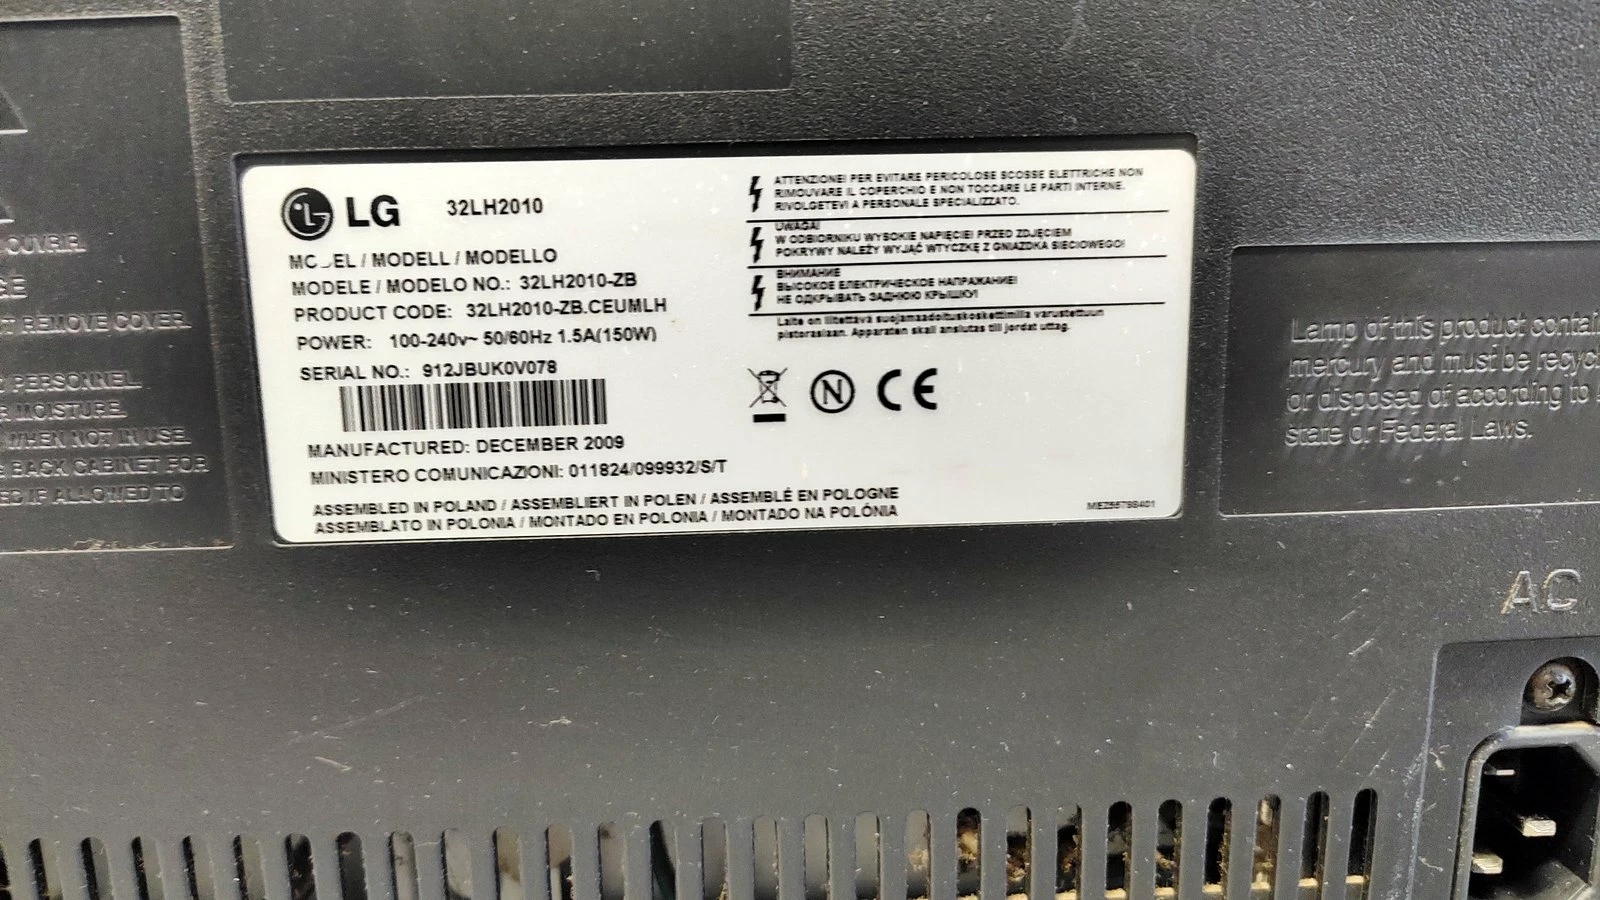 LG 32LH2010
MC EL / MODELL / MODELLO
MODELE / MODELO NO.: 32LH2010-ZB
PRODUCT CODE: 32LH2010-ZB.CEUMLH
POWER: 100-240v~ 50/60Hz 1.5A(150W)
SERIAL NO.: 912JBUK0V078
MANUFACTURED: DECEMBER 2009
MINISTERO COMUNICAZIONI: 011824/099932/S/T
ASSEMBLED IN POLAND / ASSEMBLIERT IN POLEN / ASSEMBLÉ EN POLOGNE
ASSEMBLATO IN POLONIA / MONTADO EN POLONIA / MONTADO NA POLÓNIA
ATTENZIONE! PER EVITARE PERICOLOSE SCOSSE ELETTRICHE NON
RIMOUVARE IL COPERCHIO E NON TOCCARE LE PARTI INTERNE.
RIVOLGETEVI A PERSONALE SPECIALIZZATO.
UWAGA!
W ODBIORNIKU WYSOKIE NAPIĘCIE! PRZED ZDJĘCIEM
POKRYWY NALEŻY WYJĄĆ WTYCZKĘ Z GNIAZDKA SIECIOWEGO!
ВНИМАНИЕ
ВЫСОКОЕ ЕЛЕКТРИЧЕСКОЕ НАПРАЖАНИЕ!
НЕ ОДКРЫВАТЬ ЗАДНЮЮ КРЫШКУ!
Laite on liitettävä suojamaadoituskoskettimilla varustettuun
pistorasiaan. Apparaten skall anslutas till jordat uttag.
N CE
MEZ55798401
OUVRIR.
GE
REMOVE COVER.
PERSONNEL.
MOISTURE.
WHEN NOT IN USE.
BACK CABINET FOR
IF ALLOWED TO
Lamp of this product
mercury and must be
or disposed of according to
state or Federal Laws.
AC